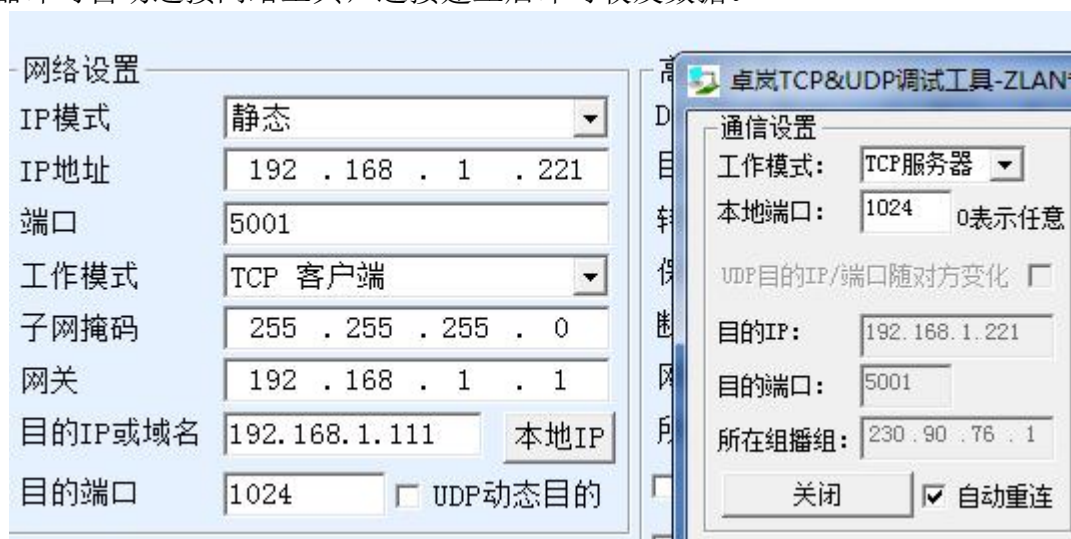 网络设置
IP模式 静态
IP地址 192 . 168 . 1 . 221
端口 5001
工作模式 TCP 客户端
子网掩码 255 . 255 . 255 . 0
网关 192 . 168 . 1 . 1
目的IP或域名 192.168.1.111 本地IP
目的端口 1024 UDP动态目的
卓岚TCP&UDP调试工具-ZLAN
通信设置
工作模式： TCP服务器
本地端口： 1024 0表示任意
UDP目的IP/端口随对方变化
目的IP： 192.168.1.221
目的端口： 5001
所在组播组： 230 .90 .76 . 1
关闭 自动重连